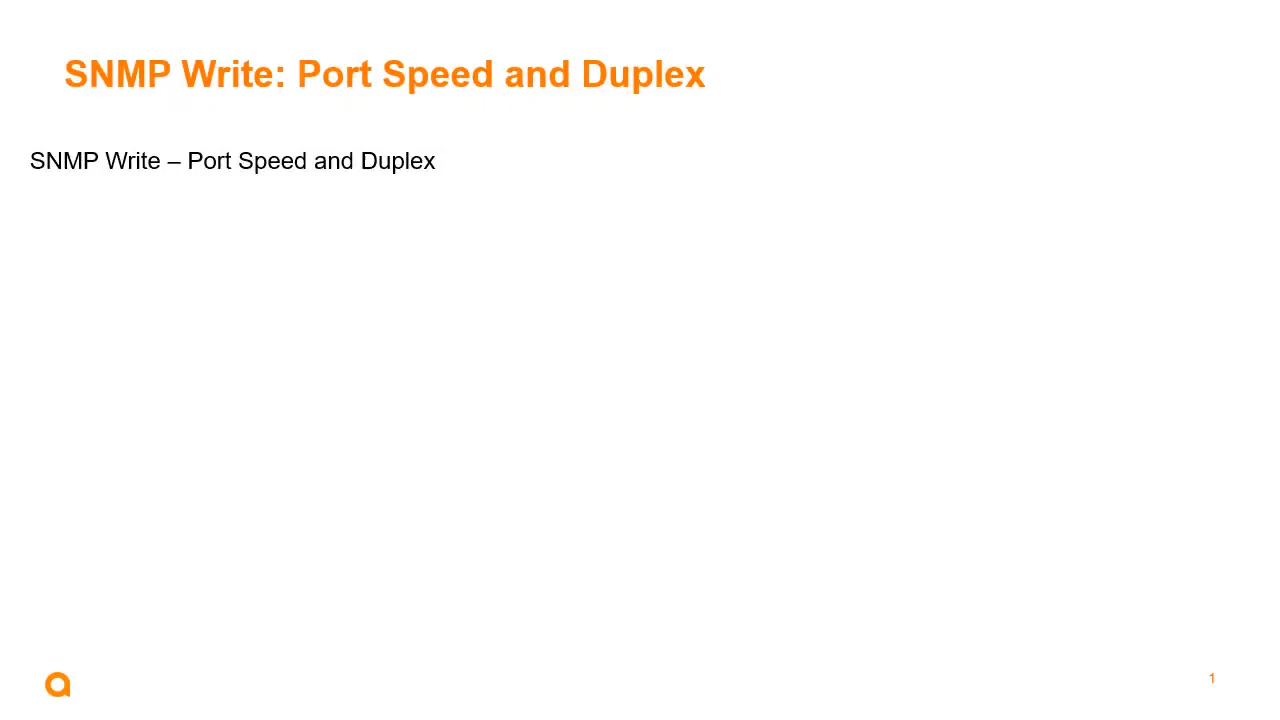 SNMP Write: Port Speed and Duplex
SNMP Write – Port Speed and Duplex
1